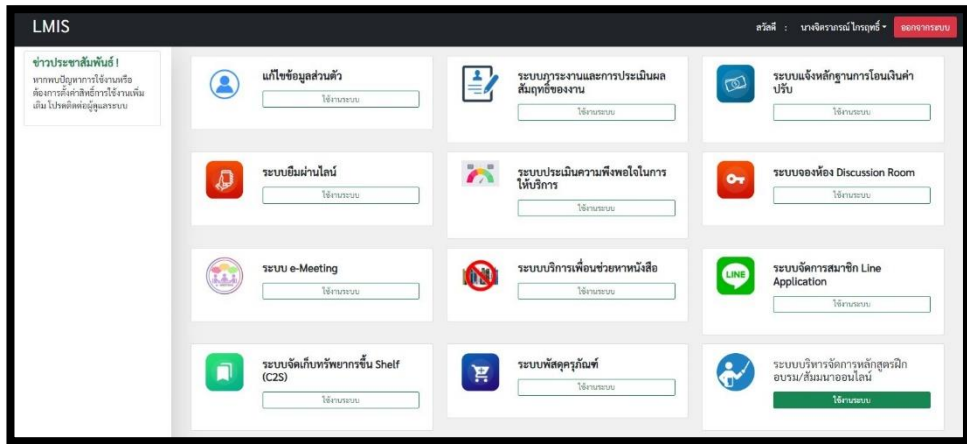 LMIS
สวัสดี : นางจิตราภรณ์ ไกรฤทธิ์
ออกจากระบบ
ข่าวประชาสัมพันธ์ !
หากพบปัญหาการใช้งานหรือ
ต้องการตั้งค่าสิทธิ์การใช้งานเพิ่ม
เติม โปรดติดต่อผู้ดูแลระบบ
แก้ไขข้อมูลส่วนตัว
ใช้งานระบบ
ระบบภาระงานและการประเมินผล
สัมฤทธิ์ของงาน
ใช้งานระบบ
ระบบแจ้งหลักฐานการโอนเงินค่า
ปรับ
ใช้งานระบบ
ระบบยืมผ่านไลน์
ใช้งานระบบ
ระบบประเมินความพึงพอใจในการ
ให้บริการ
ใช้งานระบบ
ระบบจองห้อง Discussion Room
ใช้งานระบบ
ระบบ e-Meeting
ใช้งานระบบ
ระบบบริการเพื่อนช่วยหาหนังสือ
ใช้งานระบบ
LINE
ระบบจัดการสมาชิก Line
Application
ใช้งานระบบ
ระบบจัดเก็บทรัพยากรขึ้น Shelf
(C2S)
ใช้งานระบบ
ระบบพัสดุครุภัณฑ์
ใช้งานระบบ
ระบบบริหารจัดการหลักสูตรฝึก
อบรม/สัมมนาออนไลน์
ใช้งานระบบ